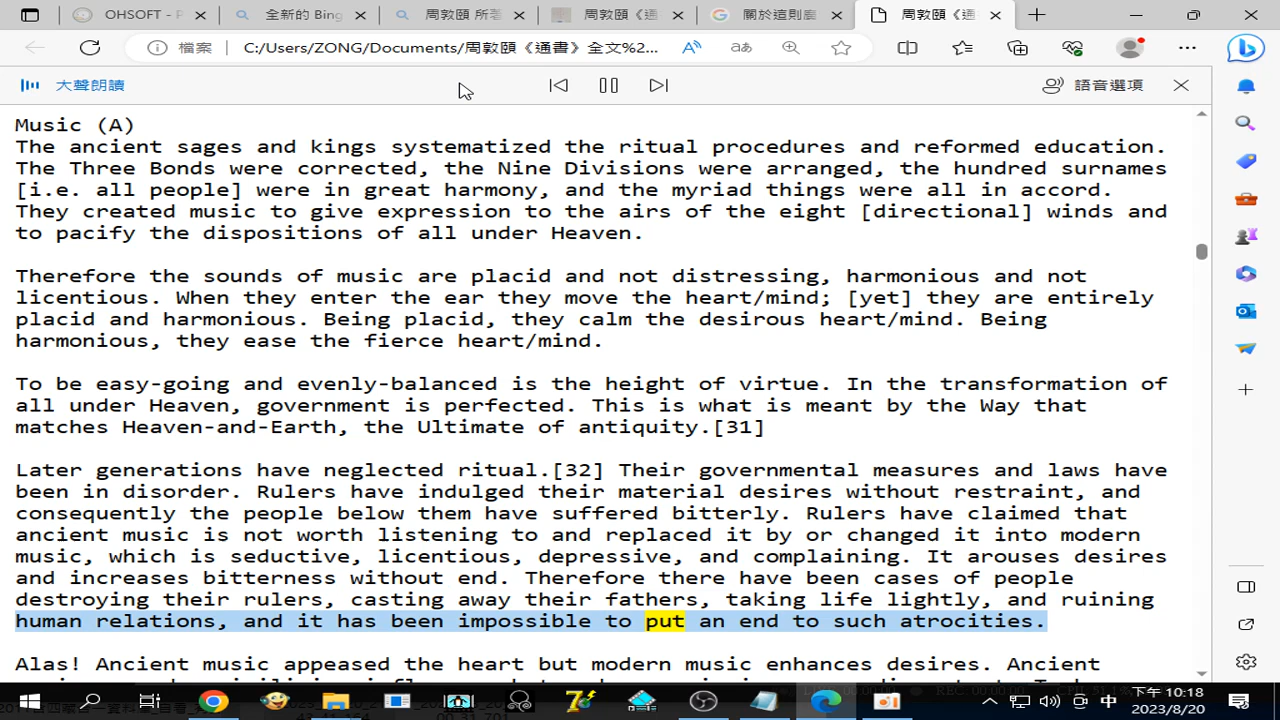 OHSOFT - P
全新的 Bing
周敦頤 所著
周敦頤《通
關於這則廳
周敦頤《通
檔案
C:/Users/ZONG/Documents/周敦頤《通書》全文%2...
大聲朗讀
語音選項
Music (A)
The ancient sages and kings systematized the ritual procedures and reformed education.
The Three Bonds were corrected, the Nine Divisions were arranged, the hundred surnames
[i.e. all people] were in great harmony, and the myriad things were all in accord.
They created music to give expression to the airs of the eight [directional] winds and
to pacify the dispositions of all under Heaven.
Therefore the sounds of music are placid and not distressing, harmonious and not
licentious. When they enter the ear they move the heart/mind; [yet] they are entirely
placid and harmonious. Being placid, they calm the desirous heart/mind. Being
harmonious, they ease the fierce heart/mind.
To be easy-going and evenly-balanced is the height of virtue. In the transformation of
all under Heaven, government is perfected. This is what is meant by the Way that
matches Heaven-and-Earth, the Ultimate of antiquity.[31]
Later generations have neglected ritual.[32] Their governmental measures and laws have
been in disorder. Rulers have indulged their material desires without restraint, and
consequently the people below them have suffered bitterly. Rulers have claimed that
ancient music is not worth listening to and replaced it by or changed it into modern
music, which is seductive, licentious, depressive, and complaining. It arouses desires
and increases bitterness without end. Therefore there have been cases of people
destroying their rulers, casting away their fathers, taking life lightly, and ruining
human relations, and it has been impossible to put an end to such atrocities.
Alas! Ancient music appeased the heart but modern music enhances desires. Ancient
中
下午 10:18
2023/8/20